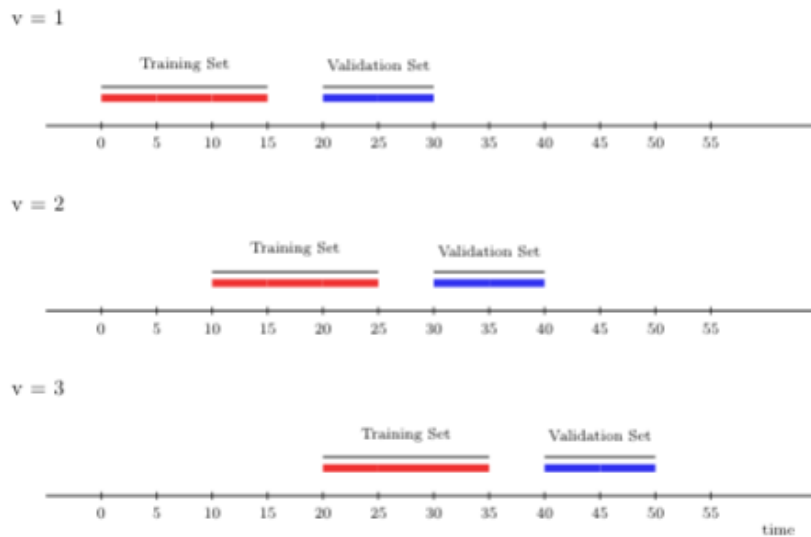 v = 1
Training Set
Validation Set
0 5 10 15 20 25 30 35 40 45 50 55
v = 2
Training Set
Validation Set
0 5 10 15 20 25 30 35 40 45 50 55
v = 3
Training Set
Validation Set
0 5 10 15 20 25 30 35 40 45 50 55
time